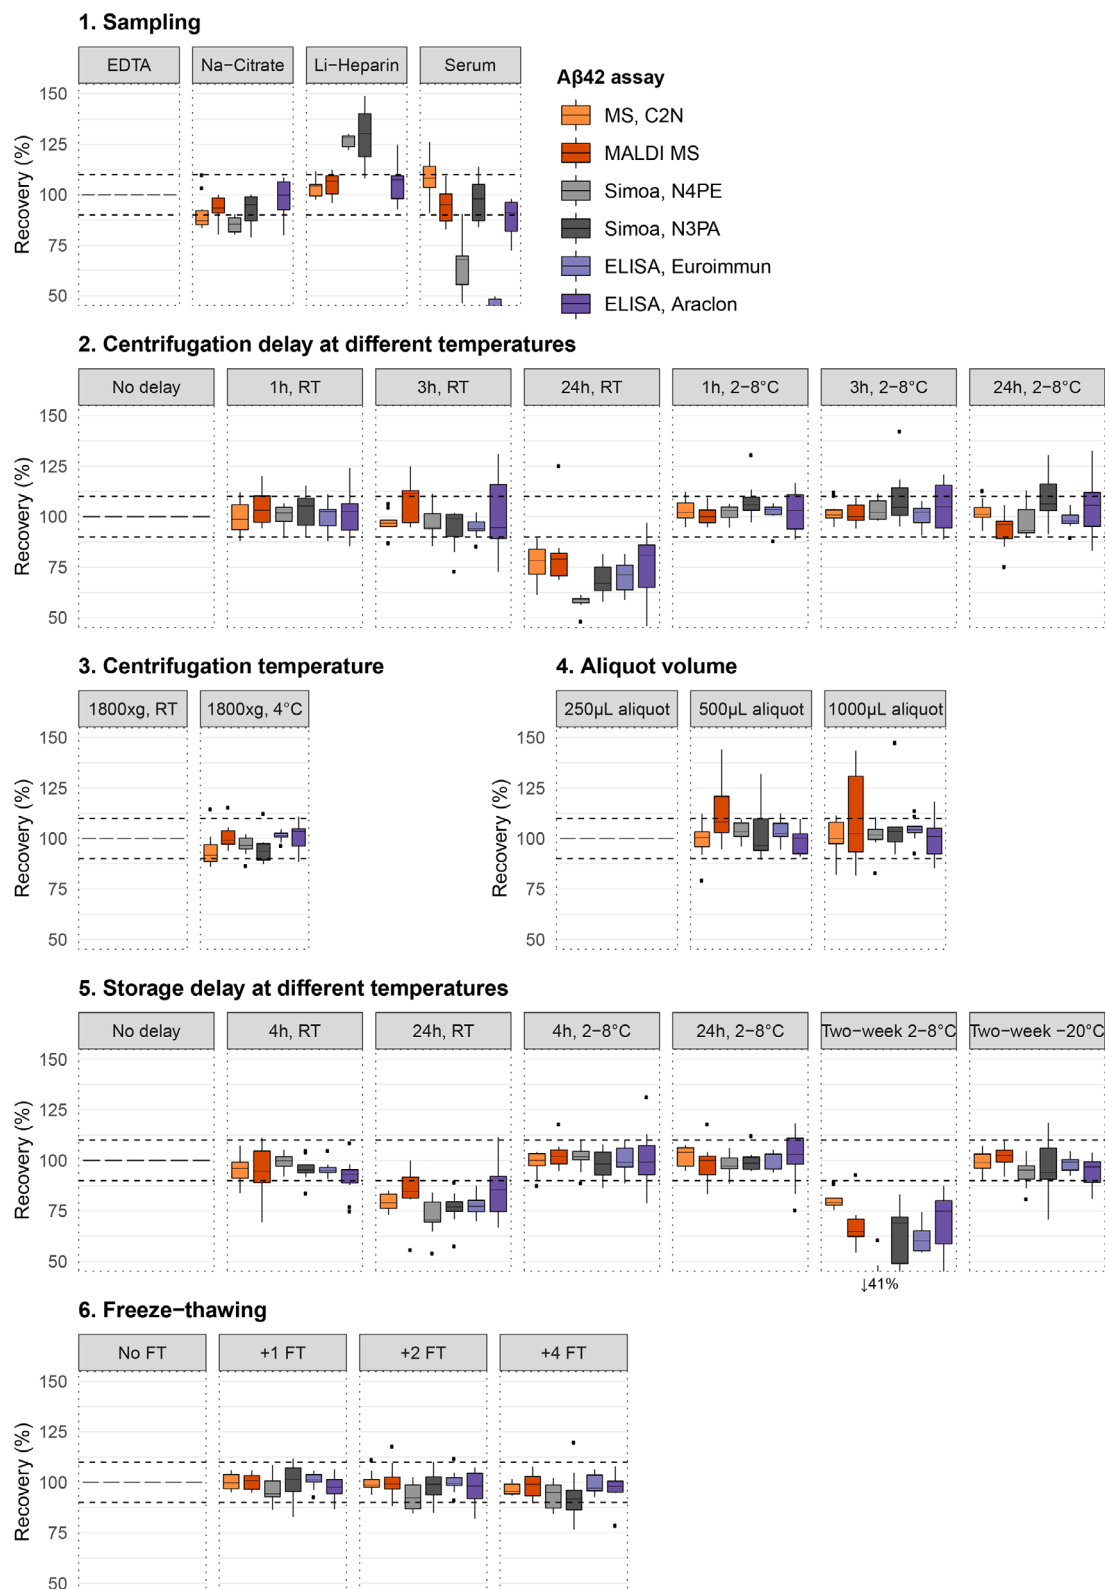 1. Sampling
EDTA Na−Citrate Li−Heparin Serum
Recovery (%)
150
125
100
75
50
Aβ42 assay
MS, C2N
MALDI MS
Simoa, N4PE
Simoa, N3PA
ELISA, Euroimmun
ELISA, Araclon
2. Centrifugation delay at different temperatures
No delay 1h, RT 3h, RT 24h, RT 1h, 2−8°C 3h, 2−8°C 24h, 2−8°C
Recovery (%)
150
125
100
75
50
3. Centrifugation temperature
1800xg, RT 1800xg, 4°C
Recovery (%)
150
125
100
75
50
4. Aliquot volume
250µL aliquot 500µL aliquot 1000µL aliquot
Recovery (%)
150
125
100
75
50
5. Storage delay at different temperatures
No delay 4h, RT 24h, RT 4h, 2−8°C 24h, 2−8°C Two−week 2−8°C Two−week −20°C
Recovery (%)
150
125
100
75
50
↓41%
6. Freeze−thawing
No FT +1 FT +2 FT +4 FT
Recovery (%)
150
125
100
75
50